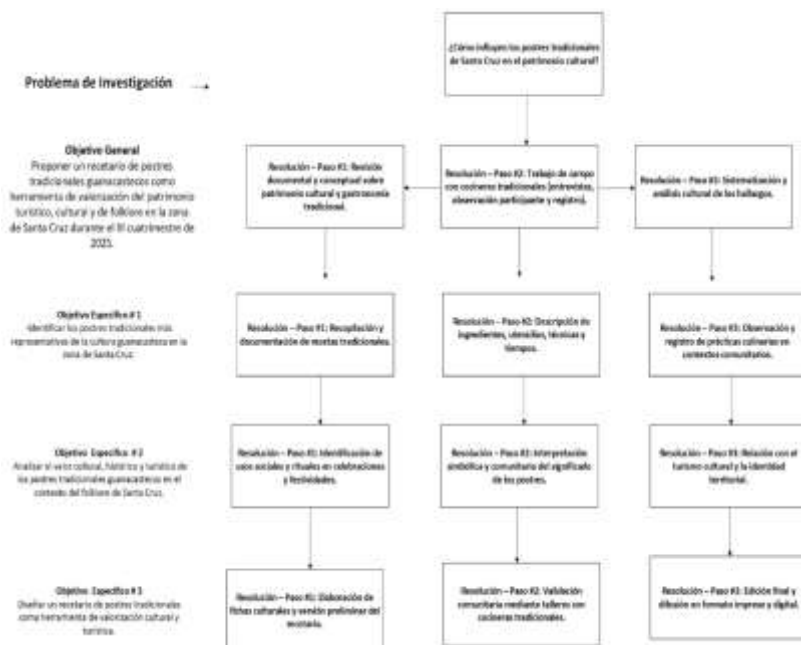 ¿Cómo influyen los postres tradicionales
de Santa Cruz en el patrimonio cultural?
Problema de Investigación
Objetivo General
Proponer un recetario de postres
tradicionales guanacastecos como
herramienta de valorización del patrimonio
turístico, cultural y de folklore en la zona
de Santa Cruz durante el III cuatrimestre de
2025.
Resolución – Paso #1: Revisión
documental y conceptual sobre
patrimonio cultural y gastronomía
tradicional.
Resolución – Paso #2: Trabajo de campo
con cocineras tradicionales (entrevistas,
observación participante y registro).
Resolución – Paso #3: Sistematización y
análisis cultural de los hallazgos.
Objetivo Específico # 1
Identificar los postres tradicionales más
representativos de la cultura guanacasteca en la
zona de Santa Cruz.
Resolución – Paso #1: Recopilación y
documentación de recetas tradicionales.
Resolución – Paso #2: Descripción de
ingredientes, utensilios, técnicas y
tiempos.
Resolución – Paso #3: Observación y
registro de prácticas culinarias en
contextos comunitarios.
Objetivo Específico # 2
Analizar el valor cultural, histórico y turístico de
los postres tradicionales guanacastecos en el
contexto del folklore de Santa Cruz.
Resolución – Paso #1: Identificación de
usos sociales y rituales en celebraciones
y festividades.
Resolución – Paso #2: Interpretación
simbólica y comunitaria del significado
de los postres.
Resolución – Paso #3: Relación con el
turismo cultural y la identidad
territorial.
Objetivo Específico # 3
Diseñar un recetario de postres tradicionales
como herramienta de valorización cultural y
turística.
Resolución – Paso #1: Elaboración de
fichas culturales y versión preliminar del
recetario.
Resolución – Paso #2: Validación
comunitaria mediante talleres con
cocineras tradicionales.
Resolución – Paso #3: Edición final y
difusión en formato impreso y digital.